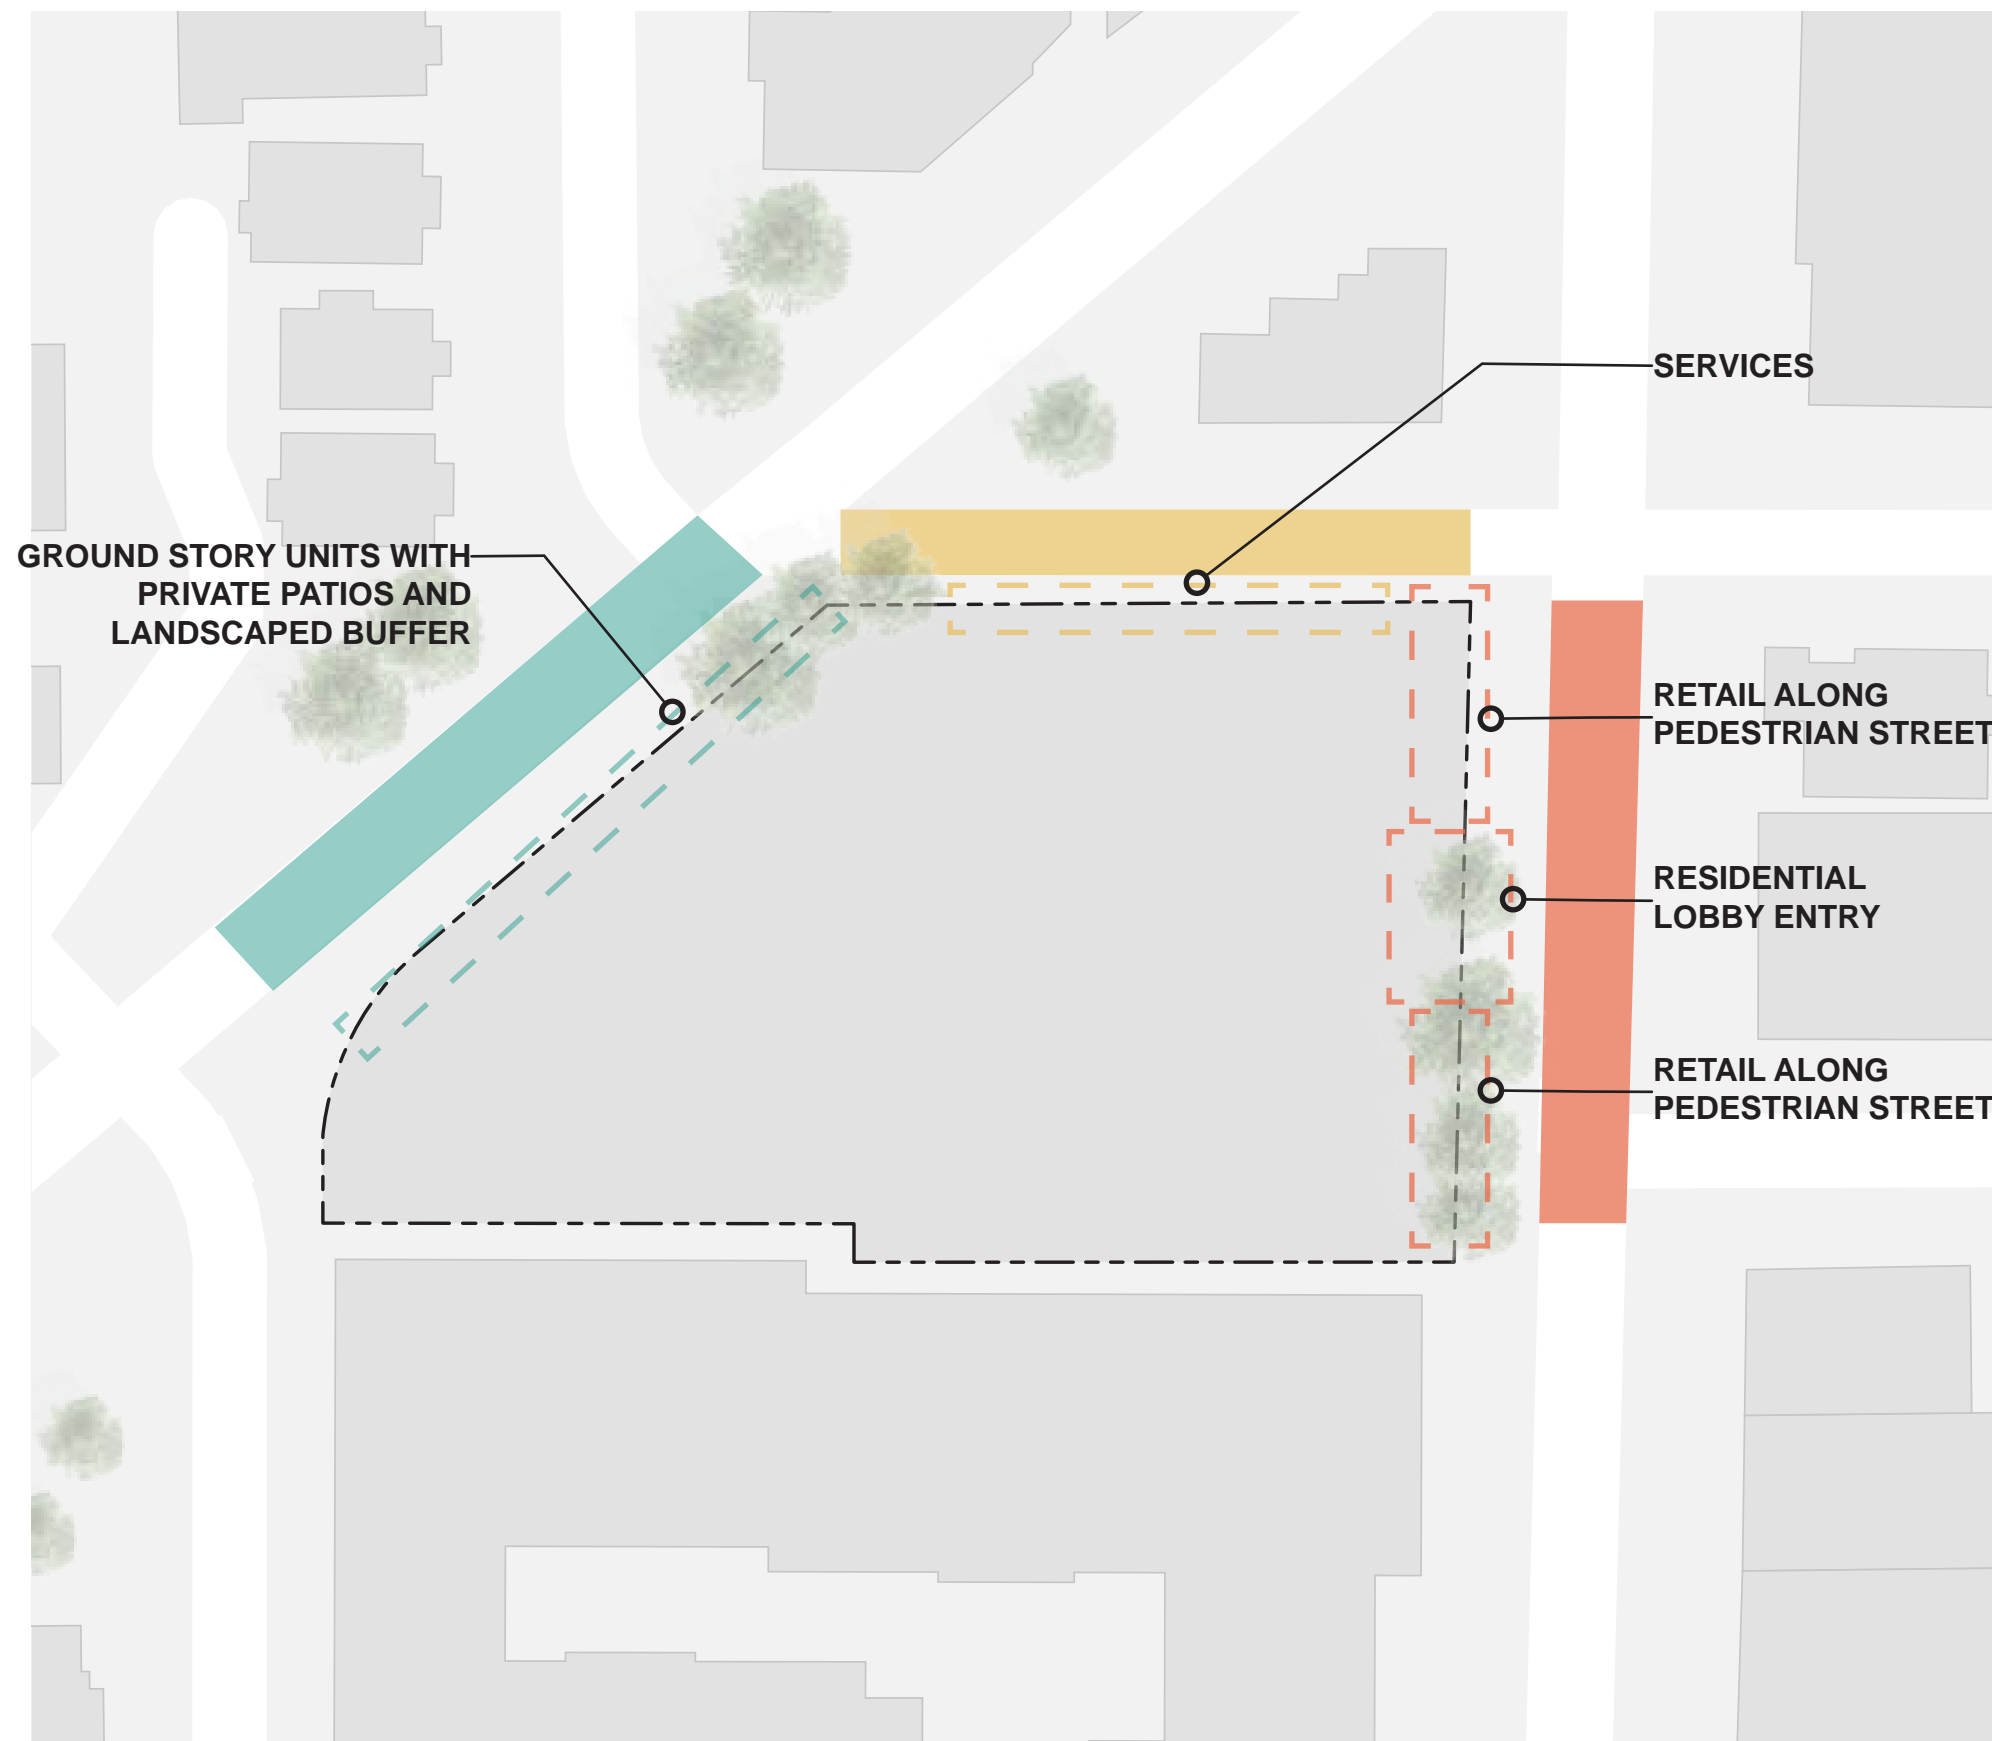 SERVICES
GROUND STORY UNITS WITH
PRIVATE PATIOS AND
LANDSCAPED BUFFER
RETAIL ALONG
PEDESTRIAN STREET
RESIDENTIAL
LOBBY ENTRY
RETAIL ALONG
PEDESTRIAN STREET